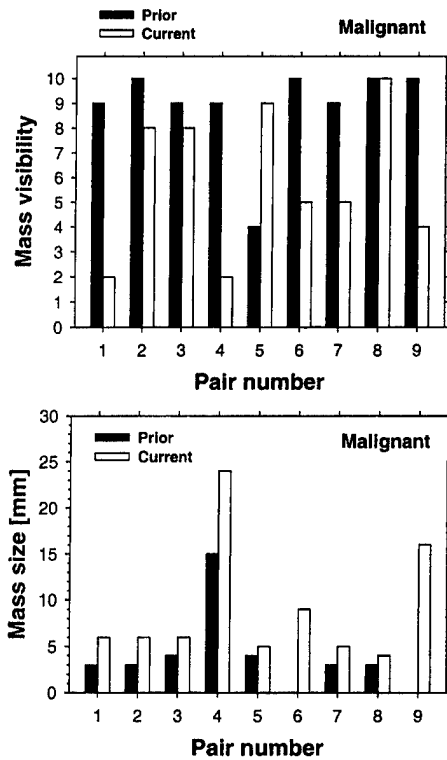 Prior
Current
Malignant
10
9
8
7
6
5
4
3
2
1
0
Mass visibility
1 2 3 4 5 6 7 8 9
Pair number
30
25
20
15
10
5
0
Mass size [mm]
Prior
Current
Malignant
1 2 3 4 5 6 7 8 9
Pair number